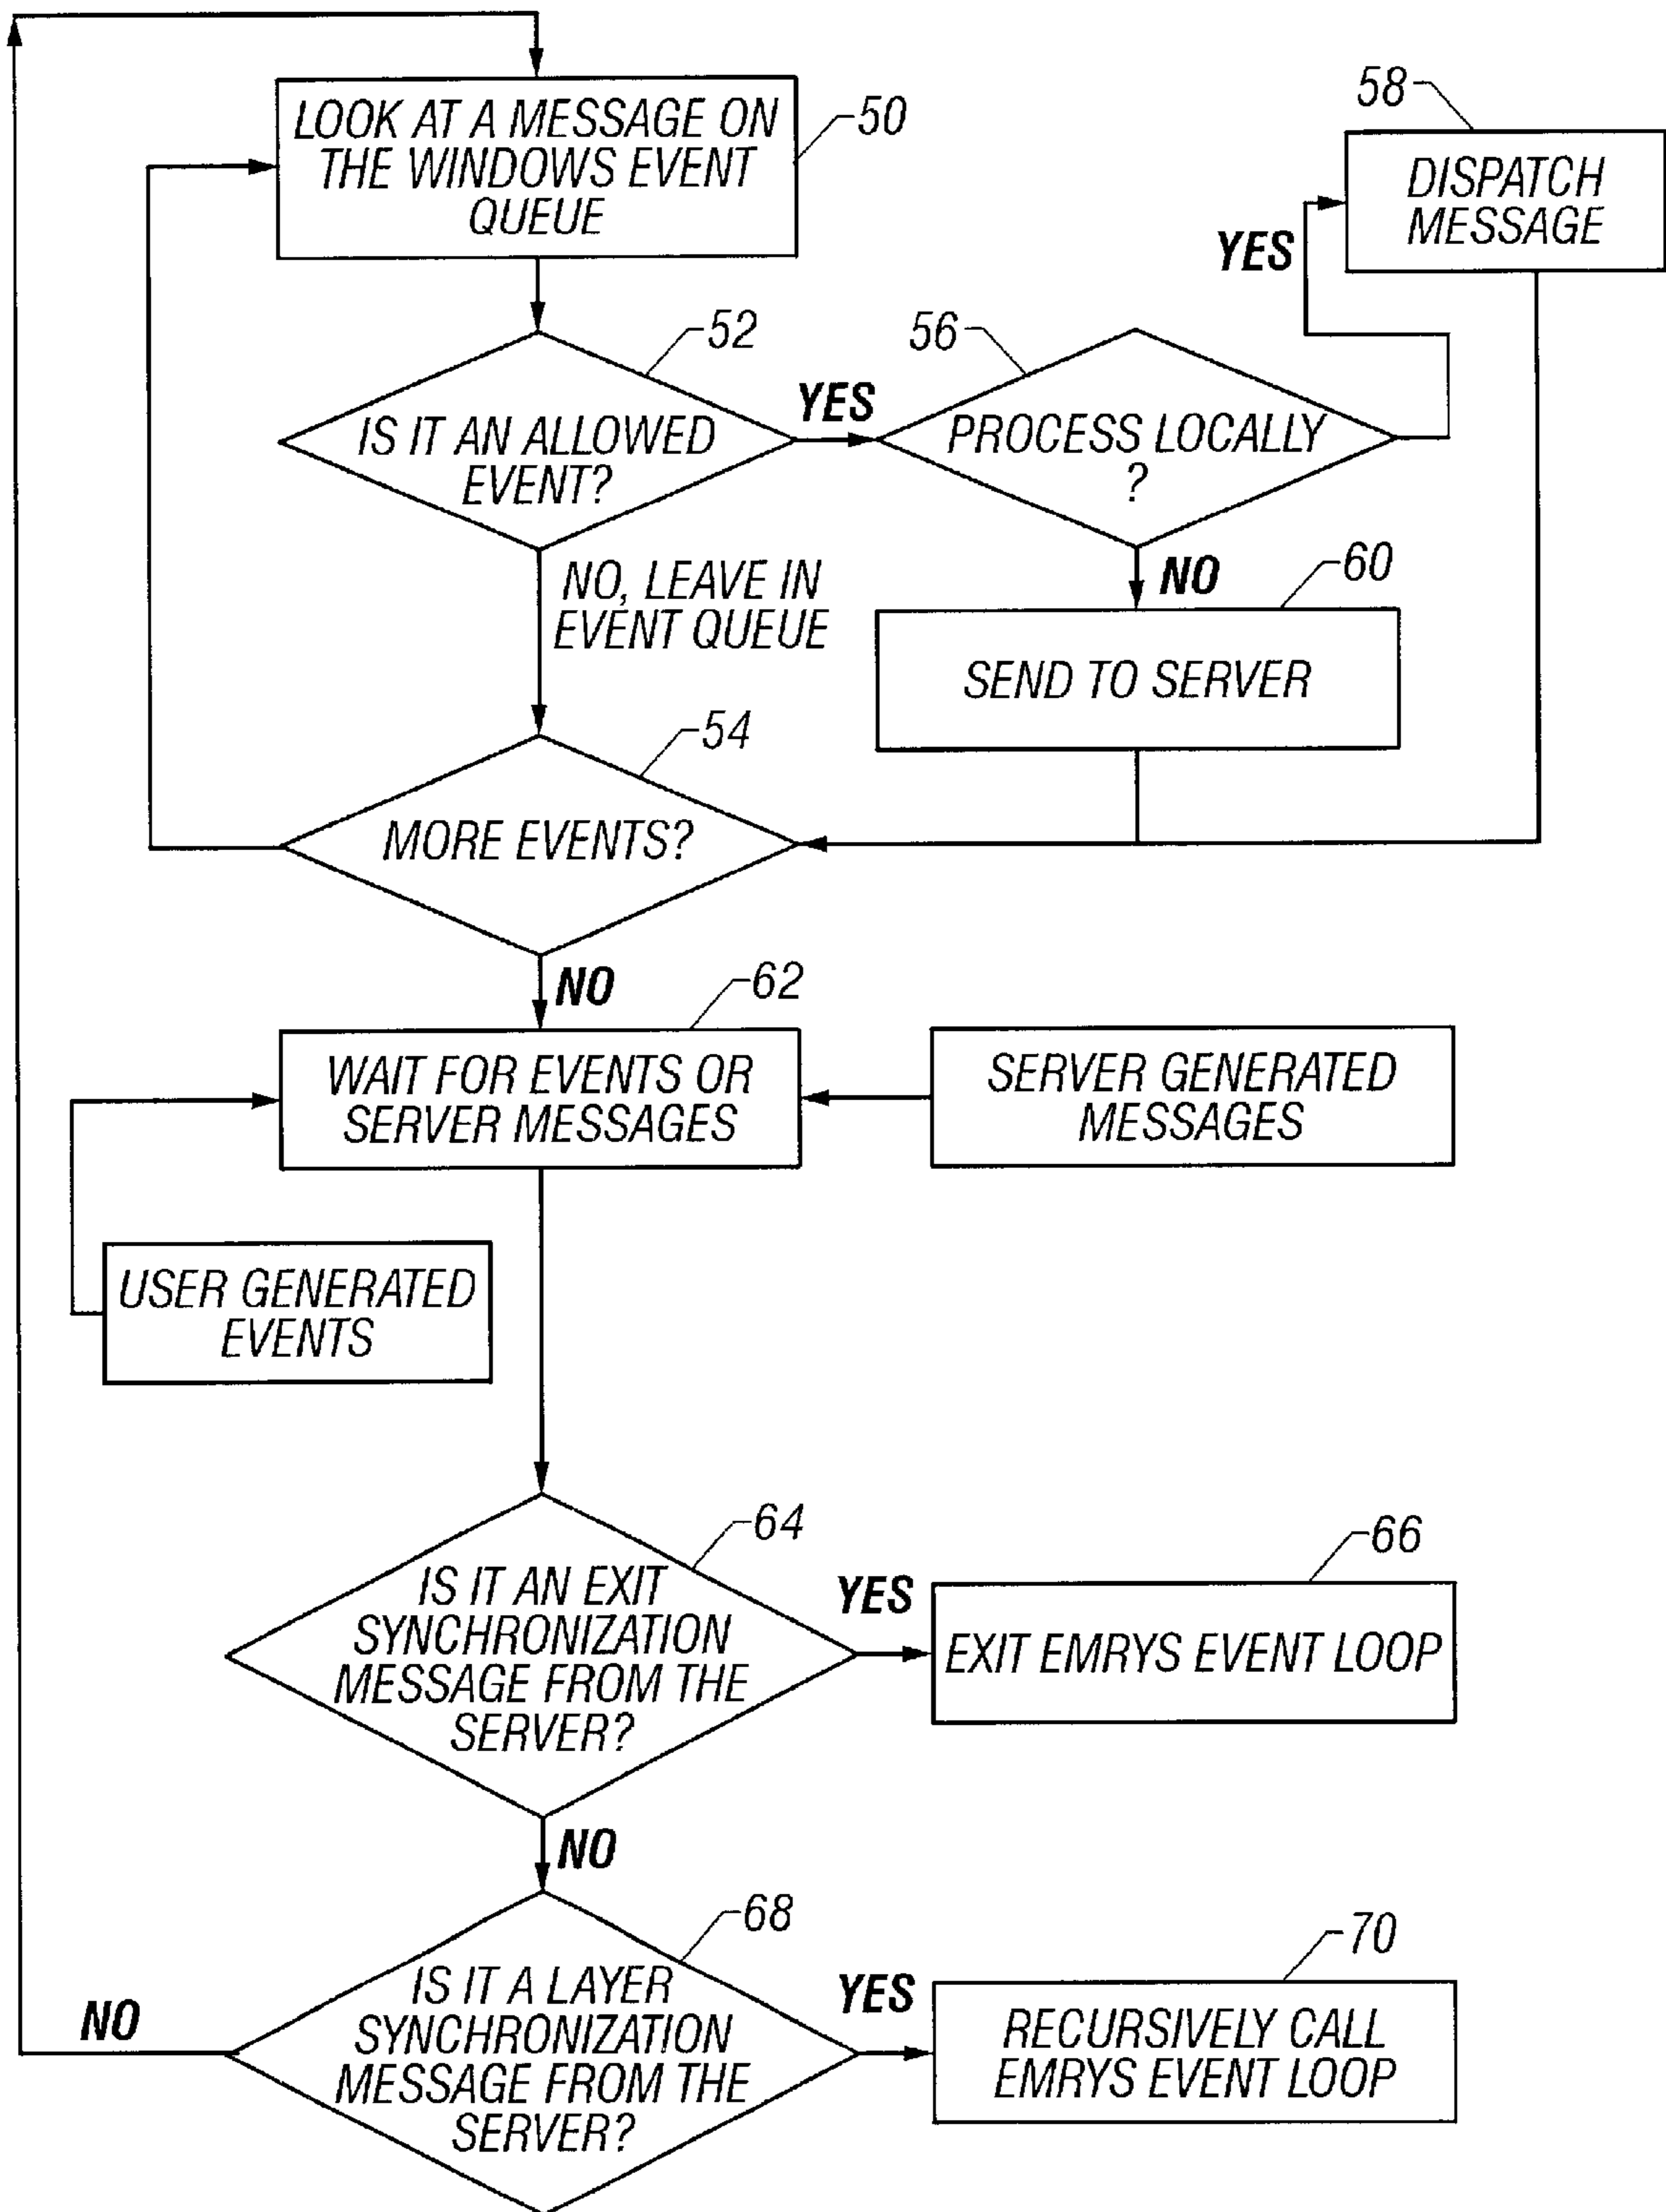 LOOK AT A MESSAGE ON
THE WINDOWS EVENT
QUEUE
50
58
DISPATCH
MESSAGE
YES
52
IS IT AN ALLOWED
EVENT?
YES
56
PROCESS LOCALLY
?
NO, LEAVE IN
EVENT QUEUE
NO
60
SEND TO SERVER
54
MORE EVENTS?
NO
62
WAIT FOR EVENTS OR
SERVER MESSAGES
SERVER GENERATED
MESSAGES
USER GENERATED
EVENTS
64
IS IT AN EXIT
SYNCHRONIZATION
MESSAGE FROM THE
SERVER?
YES
66
EXIT EMRYS EVENT LOOP
NO
68
IS IT A LAYER
SYNCHRONIZATION
MESSAGE FROM THE
SERVER?
NO
YES
70
RECURSIVELY CALL
EMRYS EVENT LOOP